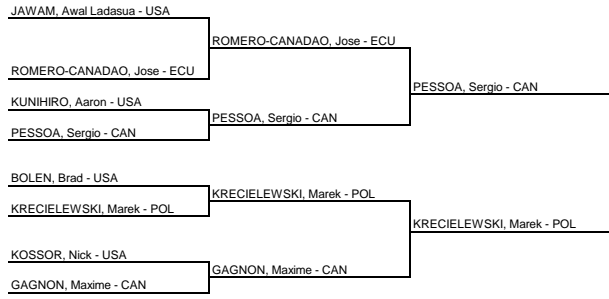 JAWAM, Awal Ladasua - USA
ROMERO-CANADAO, Jose - ECU
ROMERO-CANADAO, Jose - ECU
PESSOA, Sergio - CAN
KUNIHIRO, Aaron - USA
PESSOA, Sergio - CAN
PESSOA, Sergio - CAN
BOLEN, Brad - USA
KRECIELEWSKI, Marek - POL
KRECIELEWSKI, Marek - POL
KRECIELEWSKI, Marek - POL
KOSSOR, Nick - USA
GAGNON, Maxime - CAN
GAGNON, Maxime - CAN